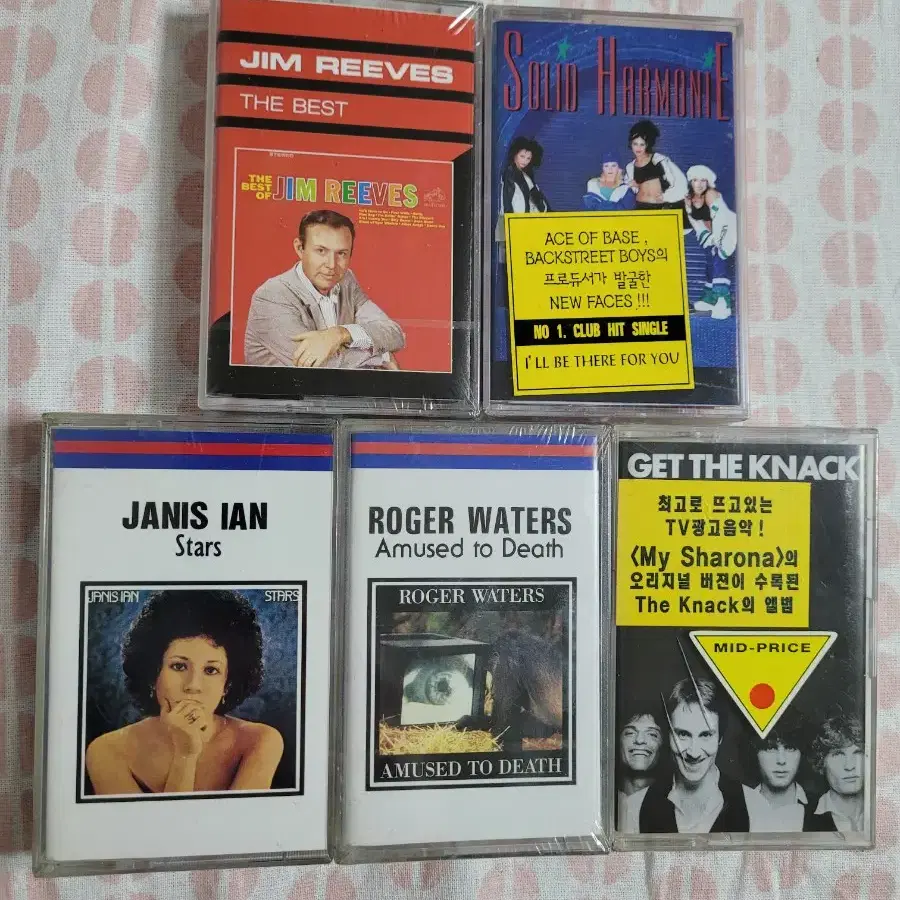 JIM REEVES
THE BEST
STEREO
THE BEST OF JIM REEVES
SOLID HARMONIE
ACE OF BASE ,
BACKSTREET BOYS의
프로듀서가 발굴한
NEW FACES !!!
NO 1. CLUB HIT SINGLE
I'LL BE THERE FOR YOU
JANIS IAN
Stars
JANIS IAN STARS
ROGER WATERS
Amused to Death
ROGER WATERS
AMUSED TO DEATH
GET THE KNACK
최고로 뜨고있는
TV광고음악!
<My Sharona>의
오리지널 버젼이 수록된
The Knack의 앨범
MID-PRICE